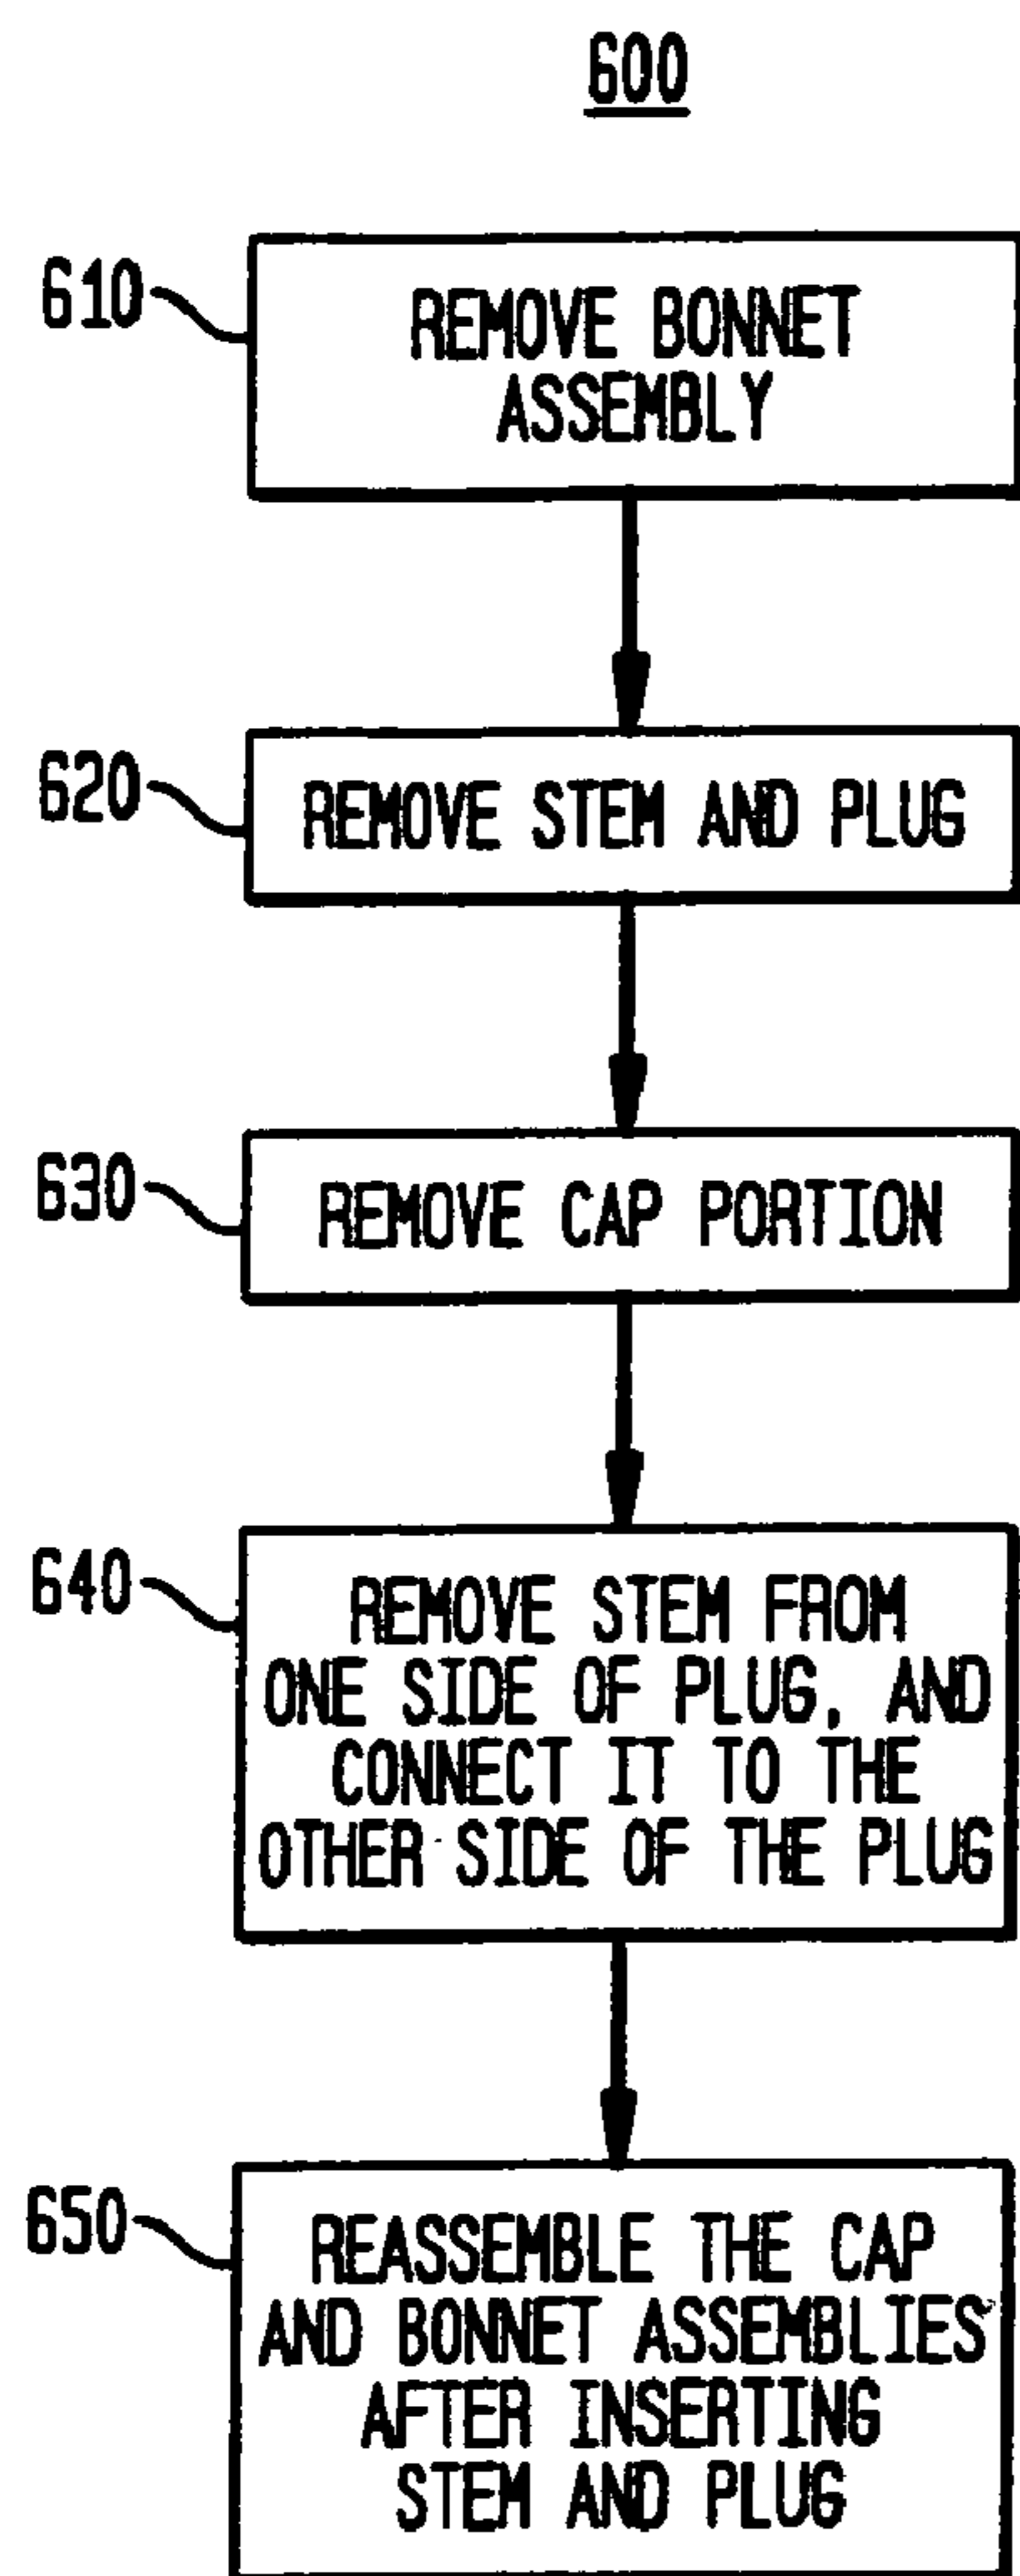 600
610
REMOVE BONNET
ASSEMBLY
620
REMOVE STEM AND PLUG
630
REMOVE CAP PORTION
640
REMOVE STEM FROM
ONE SIDE OF PLUG, AND
CONNECT IT TO THE
OTHER SIDE OF THE PLUG
650
REASSEMBLE THE CAP
AND BONNET ASSEMBLIES
AFTER INSERTING
STEM AND PLUG